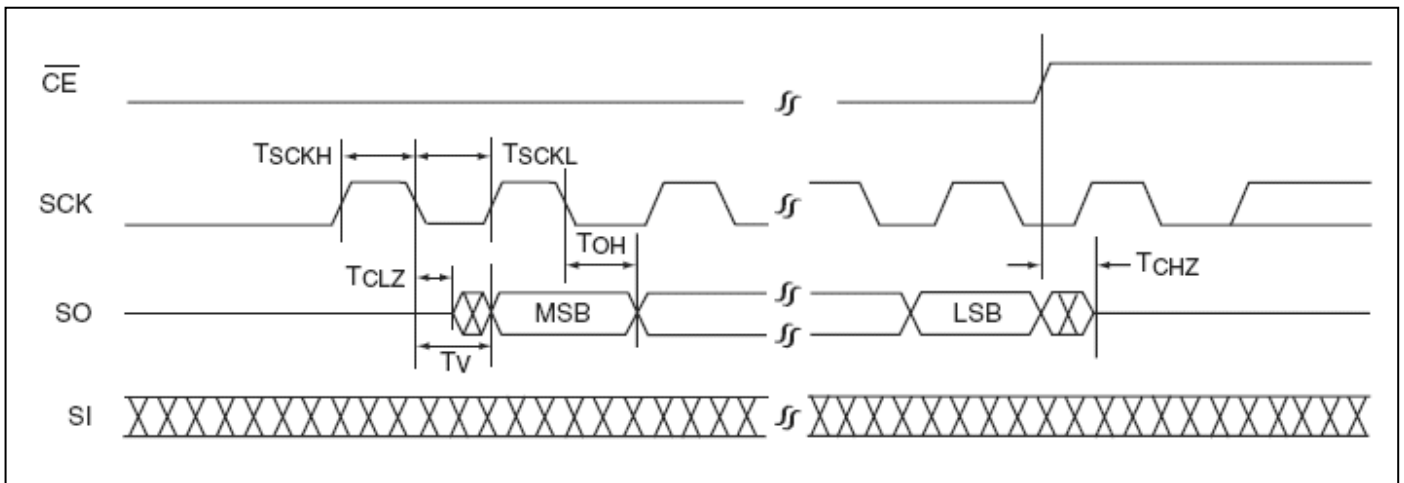 CE
TSCKH
TSCKL
SCK
TOH
TCLZ
TCHZ
SO
MSB
LSB
TV
SI